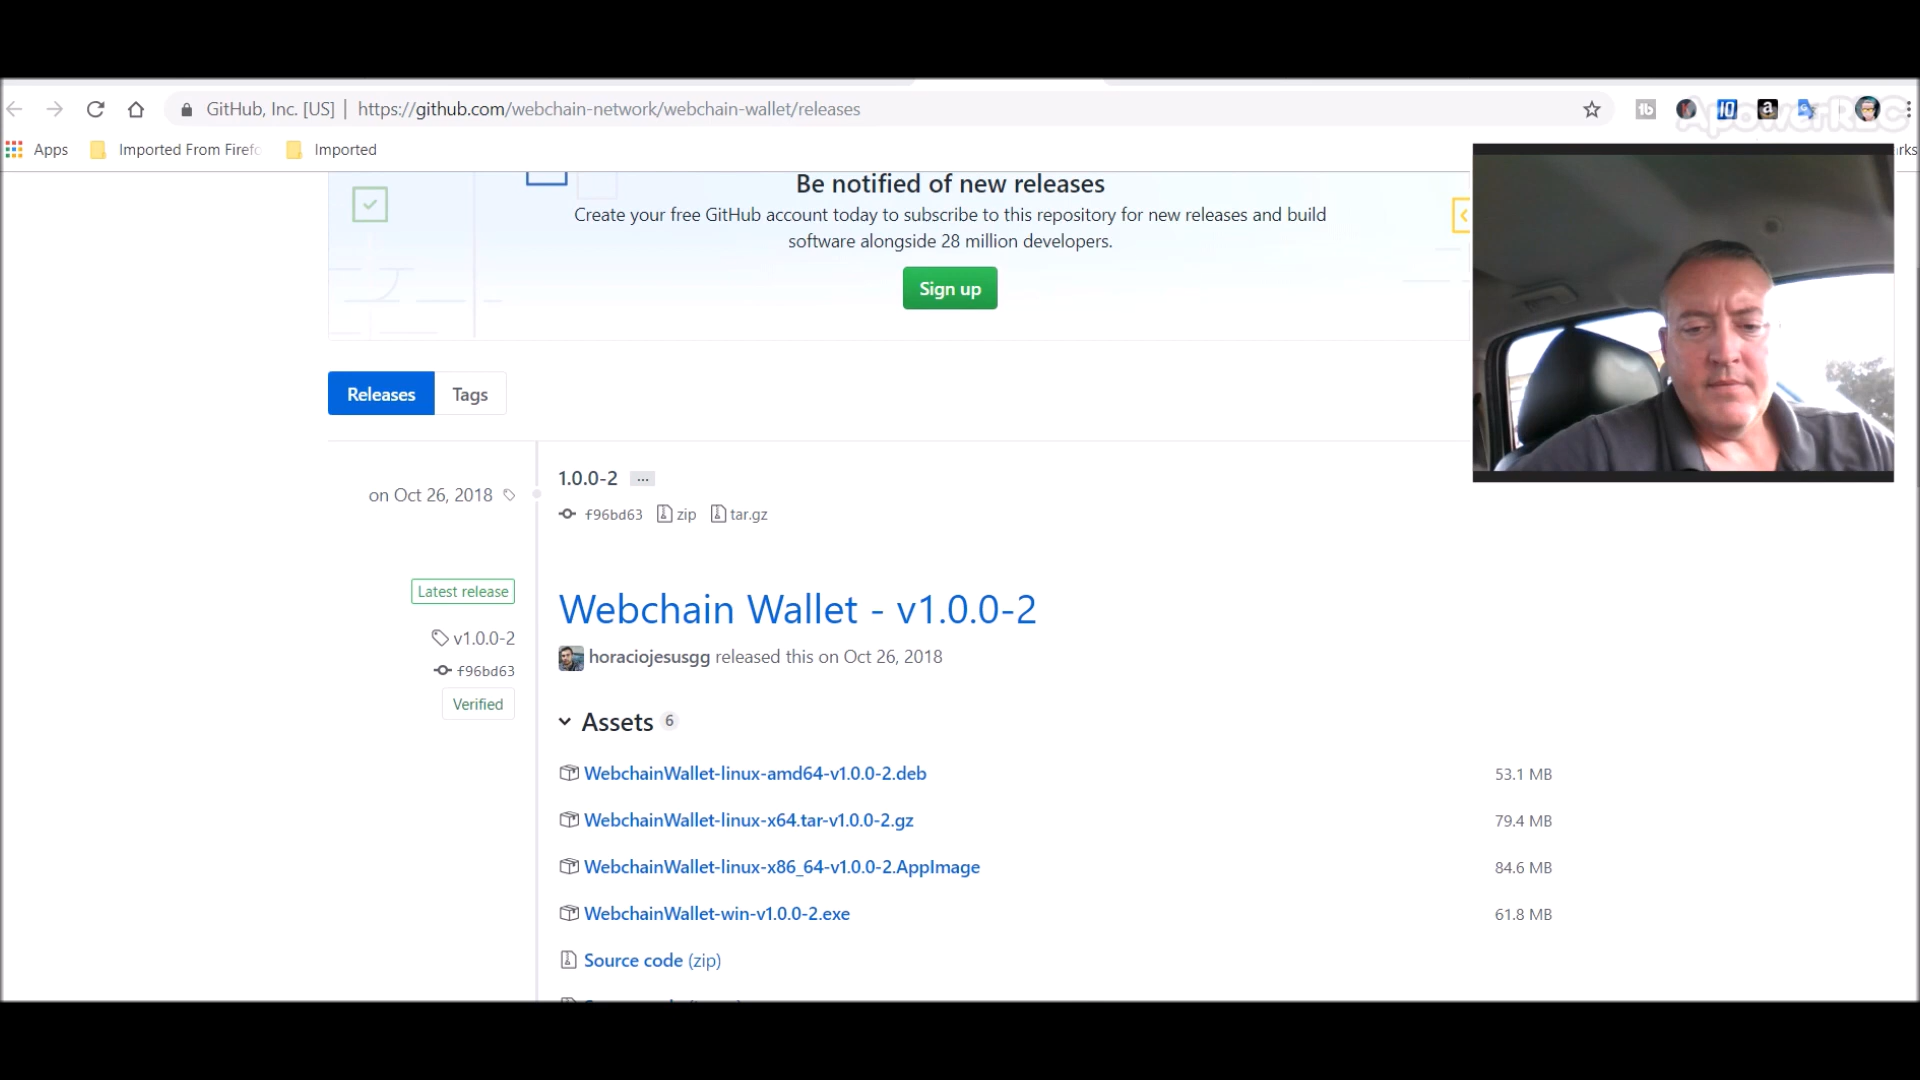 GitHub, Inc. [US] | https://github.com/webchain-network/webchain-wallet/releases
ApowerREC
Apps Imported From Firefo Imported
rks
Be notified of new releases
Create your free GitHub account today to subscribe to this repository for new releases and build
software alongside 28 million developers.
Sign up
Releases Tags
on Oct 26, 2018
1.0.0-2 ...
f96bd63 zip tar.gz
Latest release
Webchain Wallet - v1.0.0-2
v1.0.0-2
horaciojesusgg released this on Oct 26, 2018
f96bd63
Verified
Assets 6
WebchainWallet-linux-amd64-v1.0.0-2.deb 53.1 MB
WebchainWallet-linux-x64.tar-v1.0.0-2.gz 79.4 MB
WebchainWallet-linux-x86_64-v1.0.0-2.AppImage 84.6 MB
WebchainWallet-win-v1.0.0-2.exe 61.8 MB
Source code (zip)